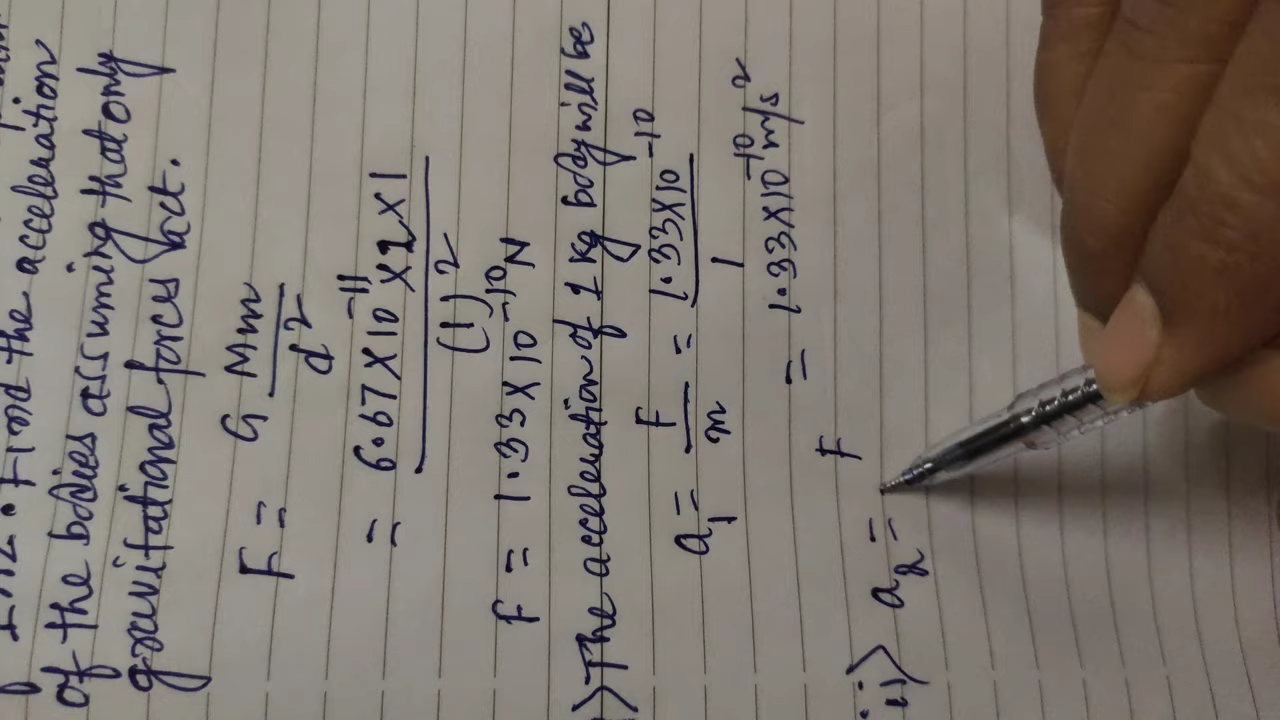 Find the acceleration
of the bodies assuming that only
gravitational forces act.
F = G Mm / d²
= 6.67 X 10⁻¹¹ X 2 X 1 / (1)²
F = 1.33 X 10⁻¹⁰ N
i> The acceleration of 1 kg body will be
a₁ = F / m = 1.33 X 10⁻¹⁰ / 1
= 1.33 X 10⁻¹⁰ m/s²
ii> a₂ = F